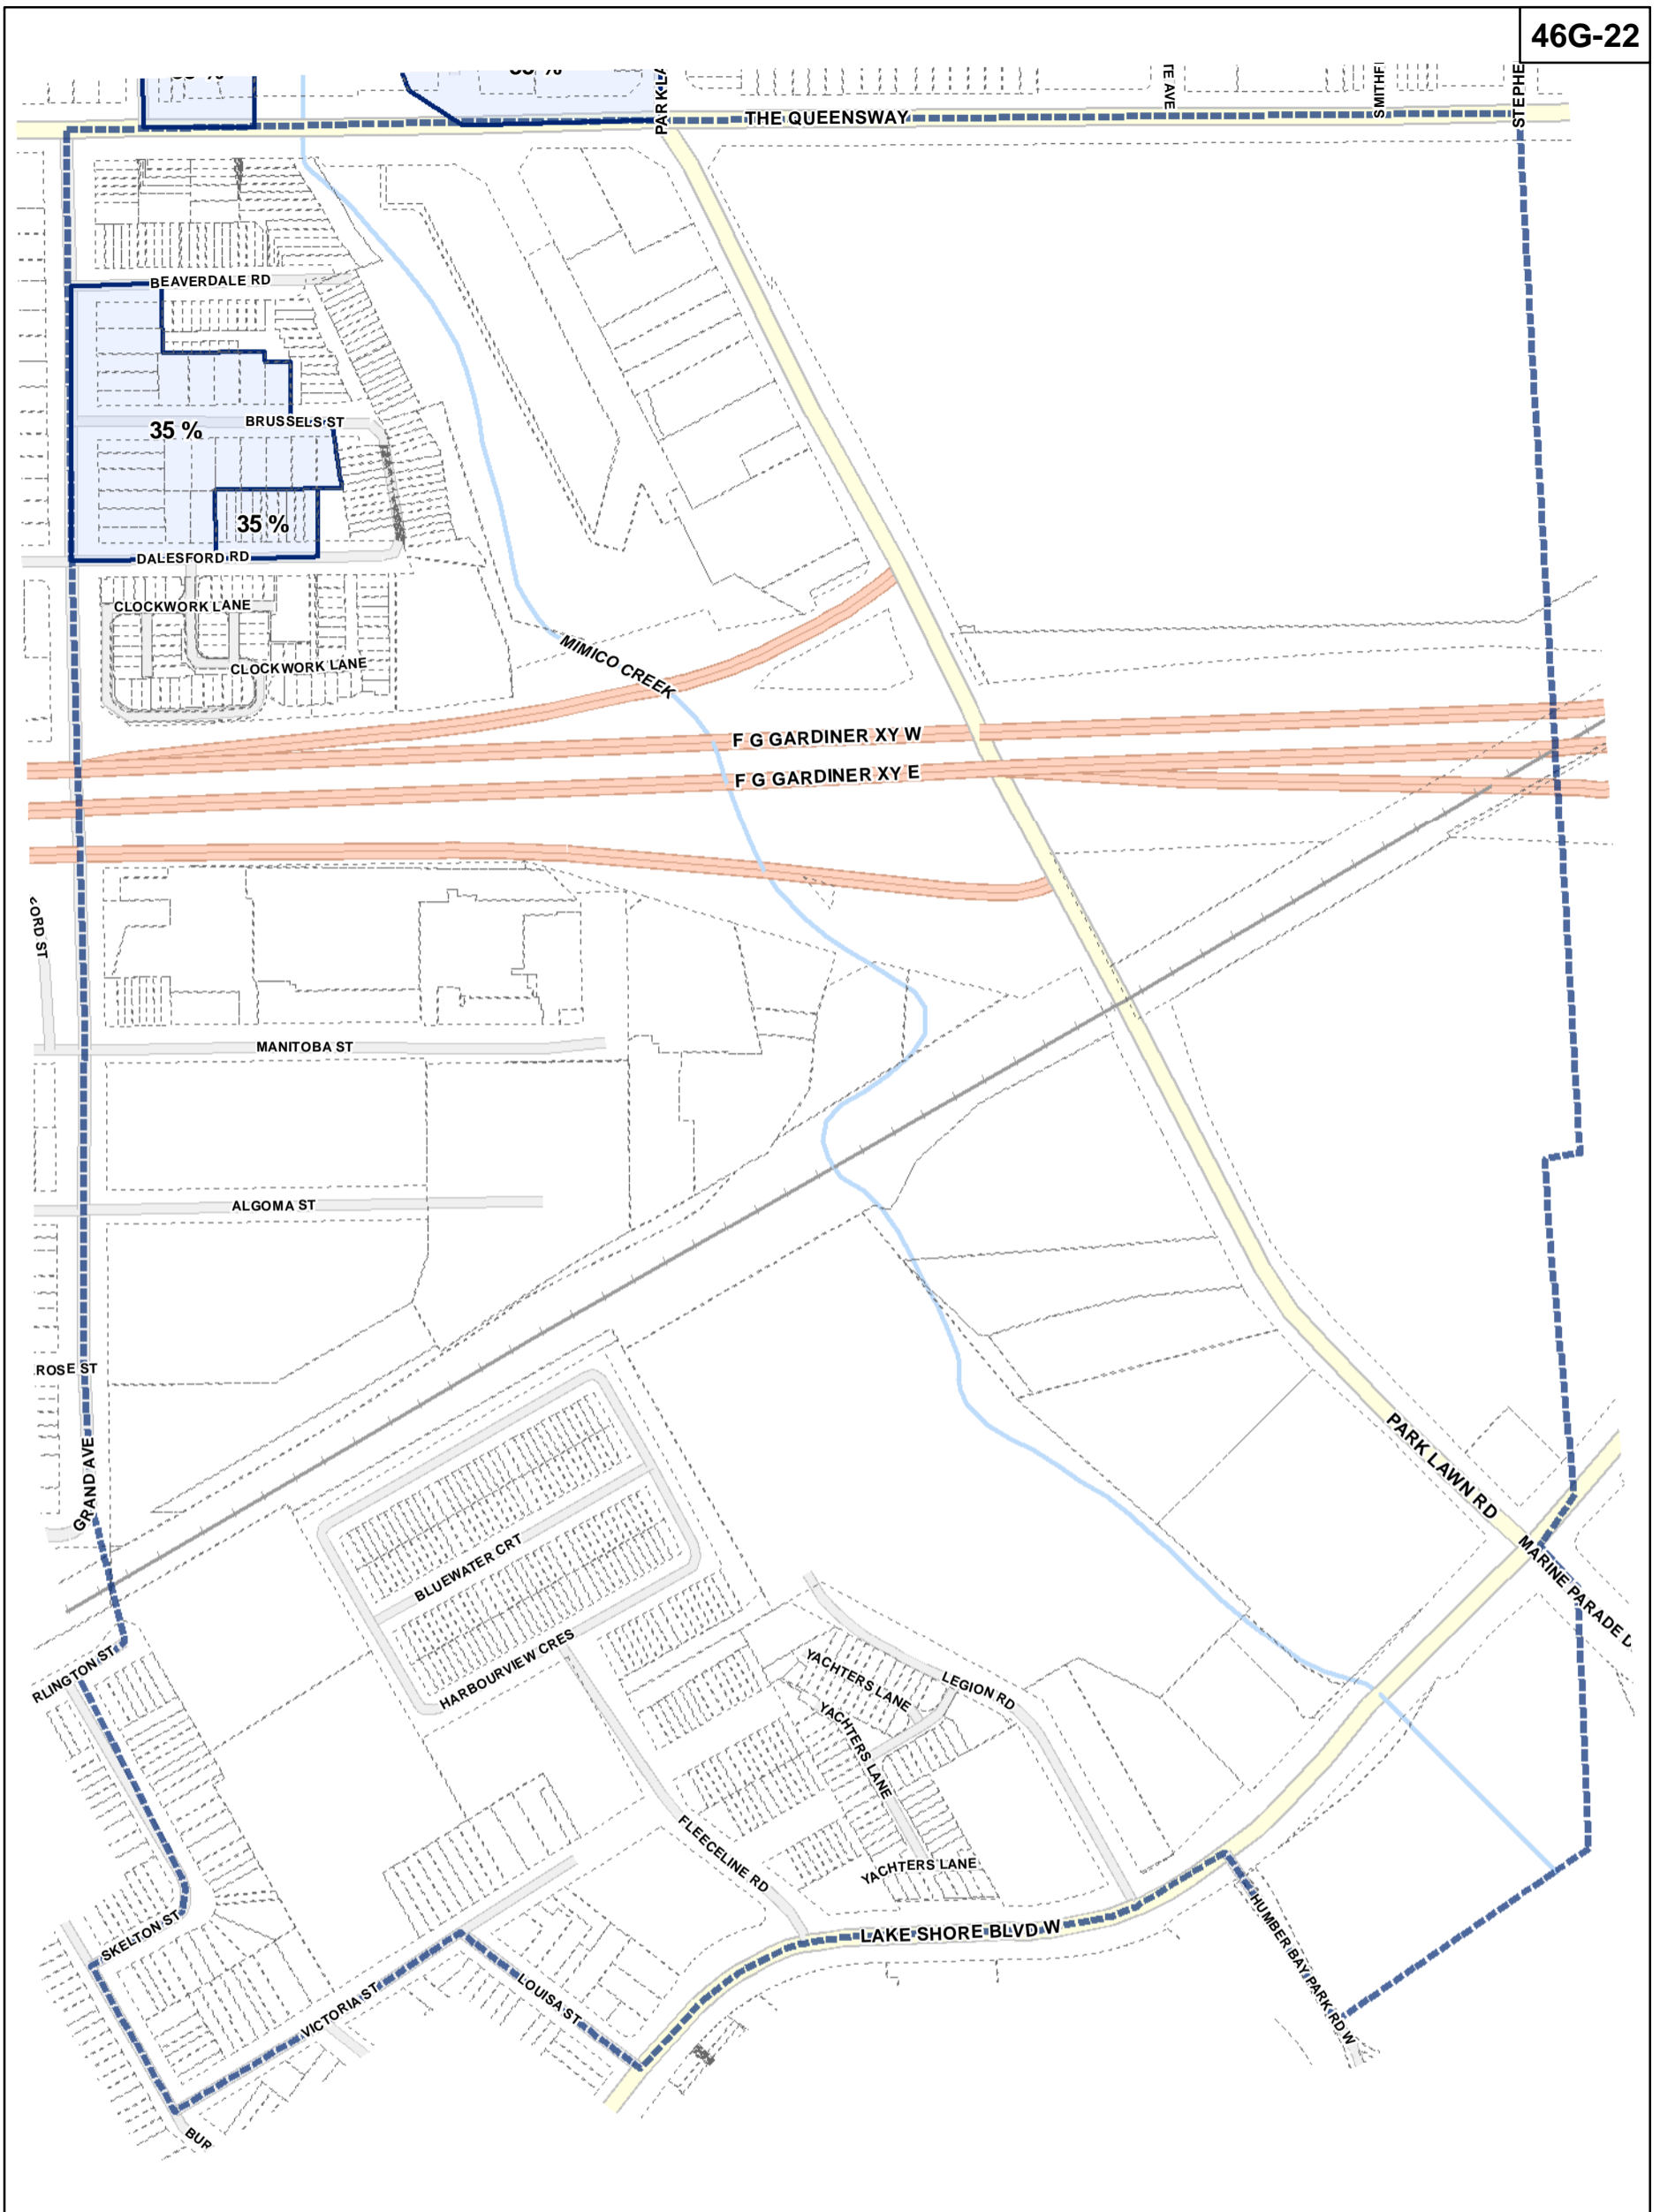 46G-22
PARK LA
TE AVE
SMITHF
STEPHE
THE QUEENSWAY
BEAVERDALE RD
BRUSSELS ST
35 %
35 %
DALESFORD RD
CLOCKWORK LANE
CLOCKWORK LANE
MIMICO CREEK
F G GARDINER XY W
F G GARDINER XY E
ORD ST
MANITOBA ST
ALGOMA ST
ROSE ST
GRAND AVE
PARK LAWN RD
MARINE PARADE D
BLUEWATER CRT
HARBOURVIEW CRES
RLINGTON ST
YACHTERS LANE
LEGION RD
YACHTERS LANE
FLEECELINE RD
YACHTERS LANE
SKELTON ST
LAKE SHORE BLVD W
HUMBER BAY PARK RD W
VICTORIA ST
LOUISA ST
BUR